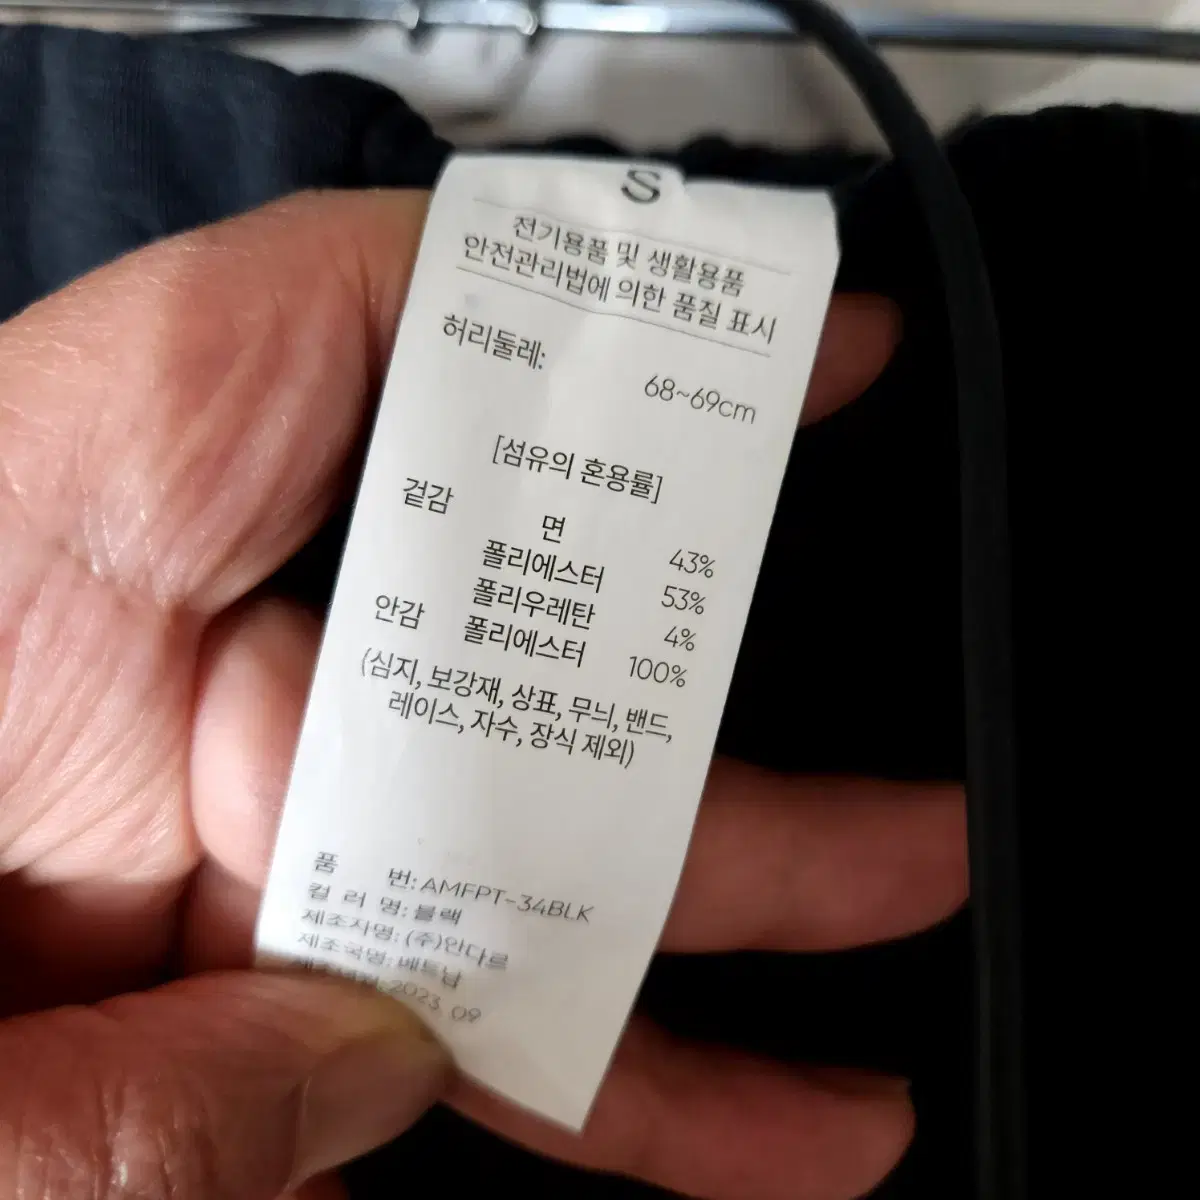 S
전기용품 및 생활용품
안전관리법에 의한 품질 표시
허리둘레:
68~69cm
[섬유의 혼용률]
겉감 면 43%
폴리에스터 53%
폴리우레탄 4%
안감 폴리에스터 100%
(심지, 보강재, 상표, 무늬, 밴드,
레이스, 자수, 장식 제외)
품 번: AMFPT-34BLK
컬 러 명: 블랙
제조자명: (주)안다르
제조국명: 베트남
2023. 09